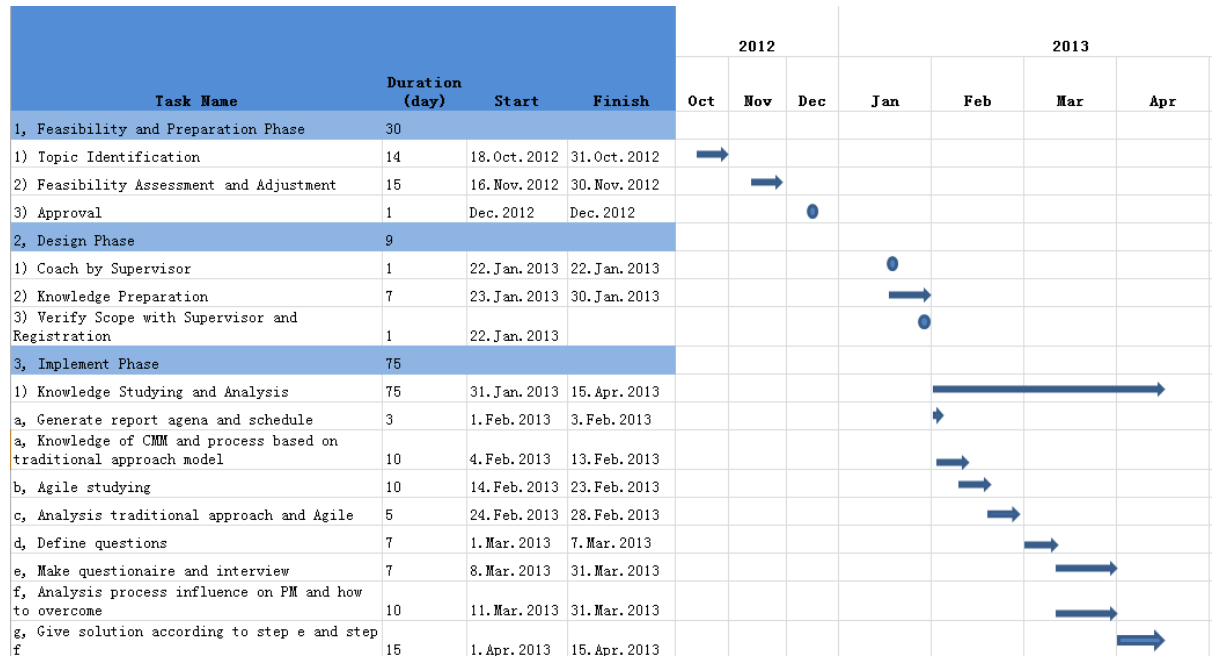 2012 2013
Duration
Task Name (day) Start Finish Oct Nov Dec Jan Feb Mar Apr
1, Feasibility and Preparation Phase 30
1) Topic Identification 14 18.Oct.2012 31.Oct.2012
2) Feasibility Assessment and Adjustment 15 16.Nov.2012 30.Nov.2012
3) Approval 1 Dec.2012 Dec.2012
2, Design Phase 9
1) Coach by Supervisor 1 22.Jan.2013 22.Jan.2013
2) Knowledge Preparation 7 23.Jan.2013 30.Jan.2013
3) Verify Scope with Supervisor and
Registration 1 22.Jan.2013
3, Implement Phase 75
1) Knowledge Studying and Analysis 75 31.Jan.2013 15.Apr.2013
a, Generate report agena and schedule 3 1.Feb.2013 3.Feb.2013
a, Knowledge of CMM and process based on
traditional approach model 10 4.Feb.2013 13.Feb.2013
b, Agile studying 10 14.Feb.2013 23.Feb.2013
c, Analysis traditional approach and Agile 5 24.Feb.2013 28.Feb.2013
d, Define questions 7 1.Mar.2013 7.Mar.2013
e, Make questionaire and interview 7 8.Mar.2013 31.Mar.2013
f, Analysis process influence on PM and how
to overcome 10 11.Mar.2013 31.Mar.2013
g, Give solution according to step e and step
f 15 1.Apr.2013 15.Apr.2013